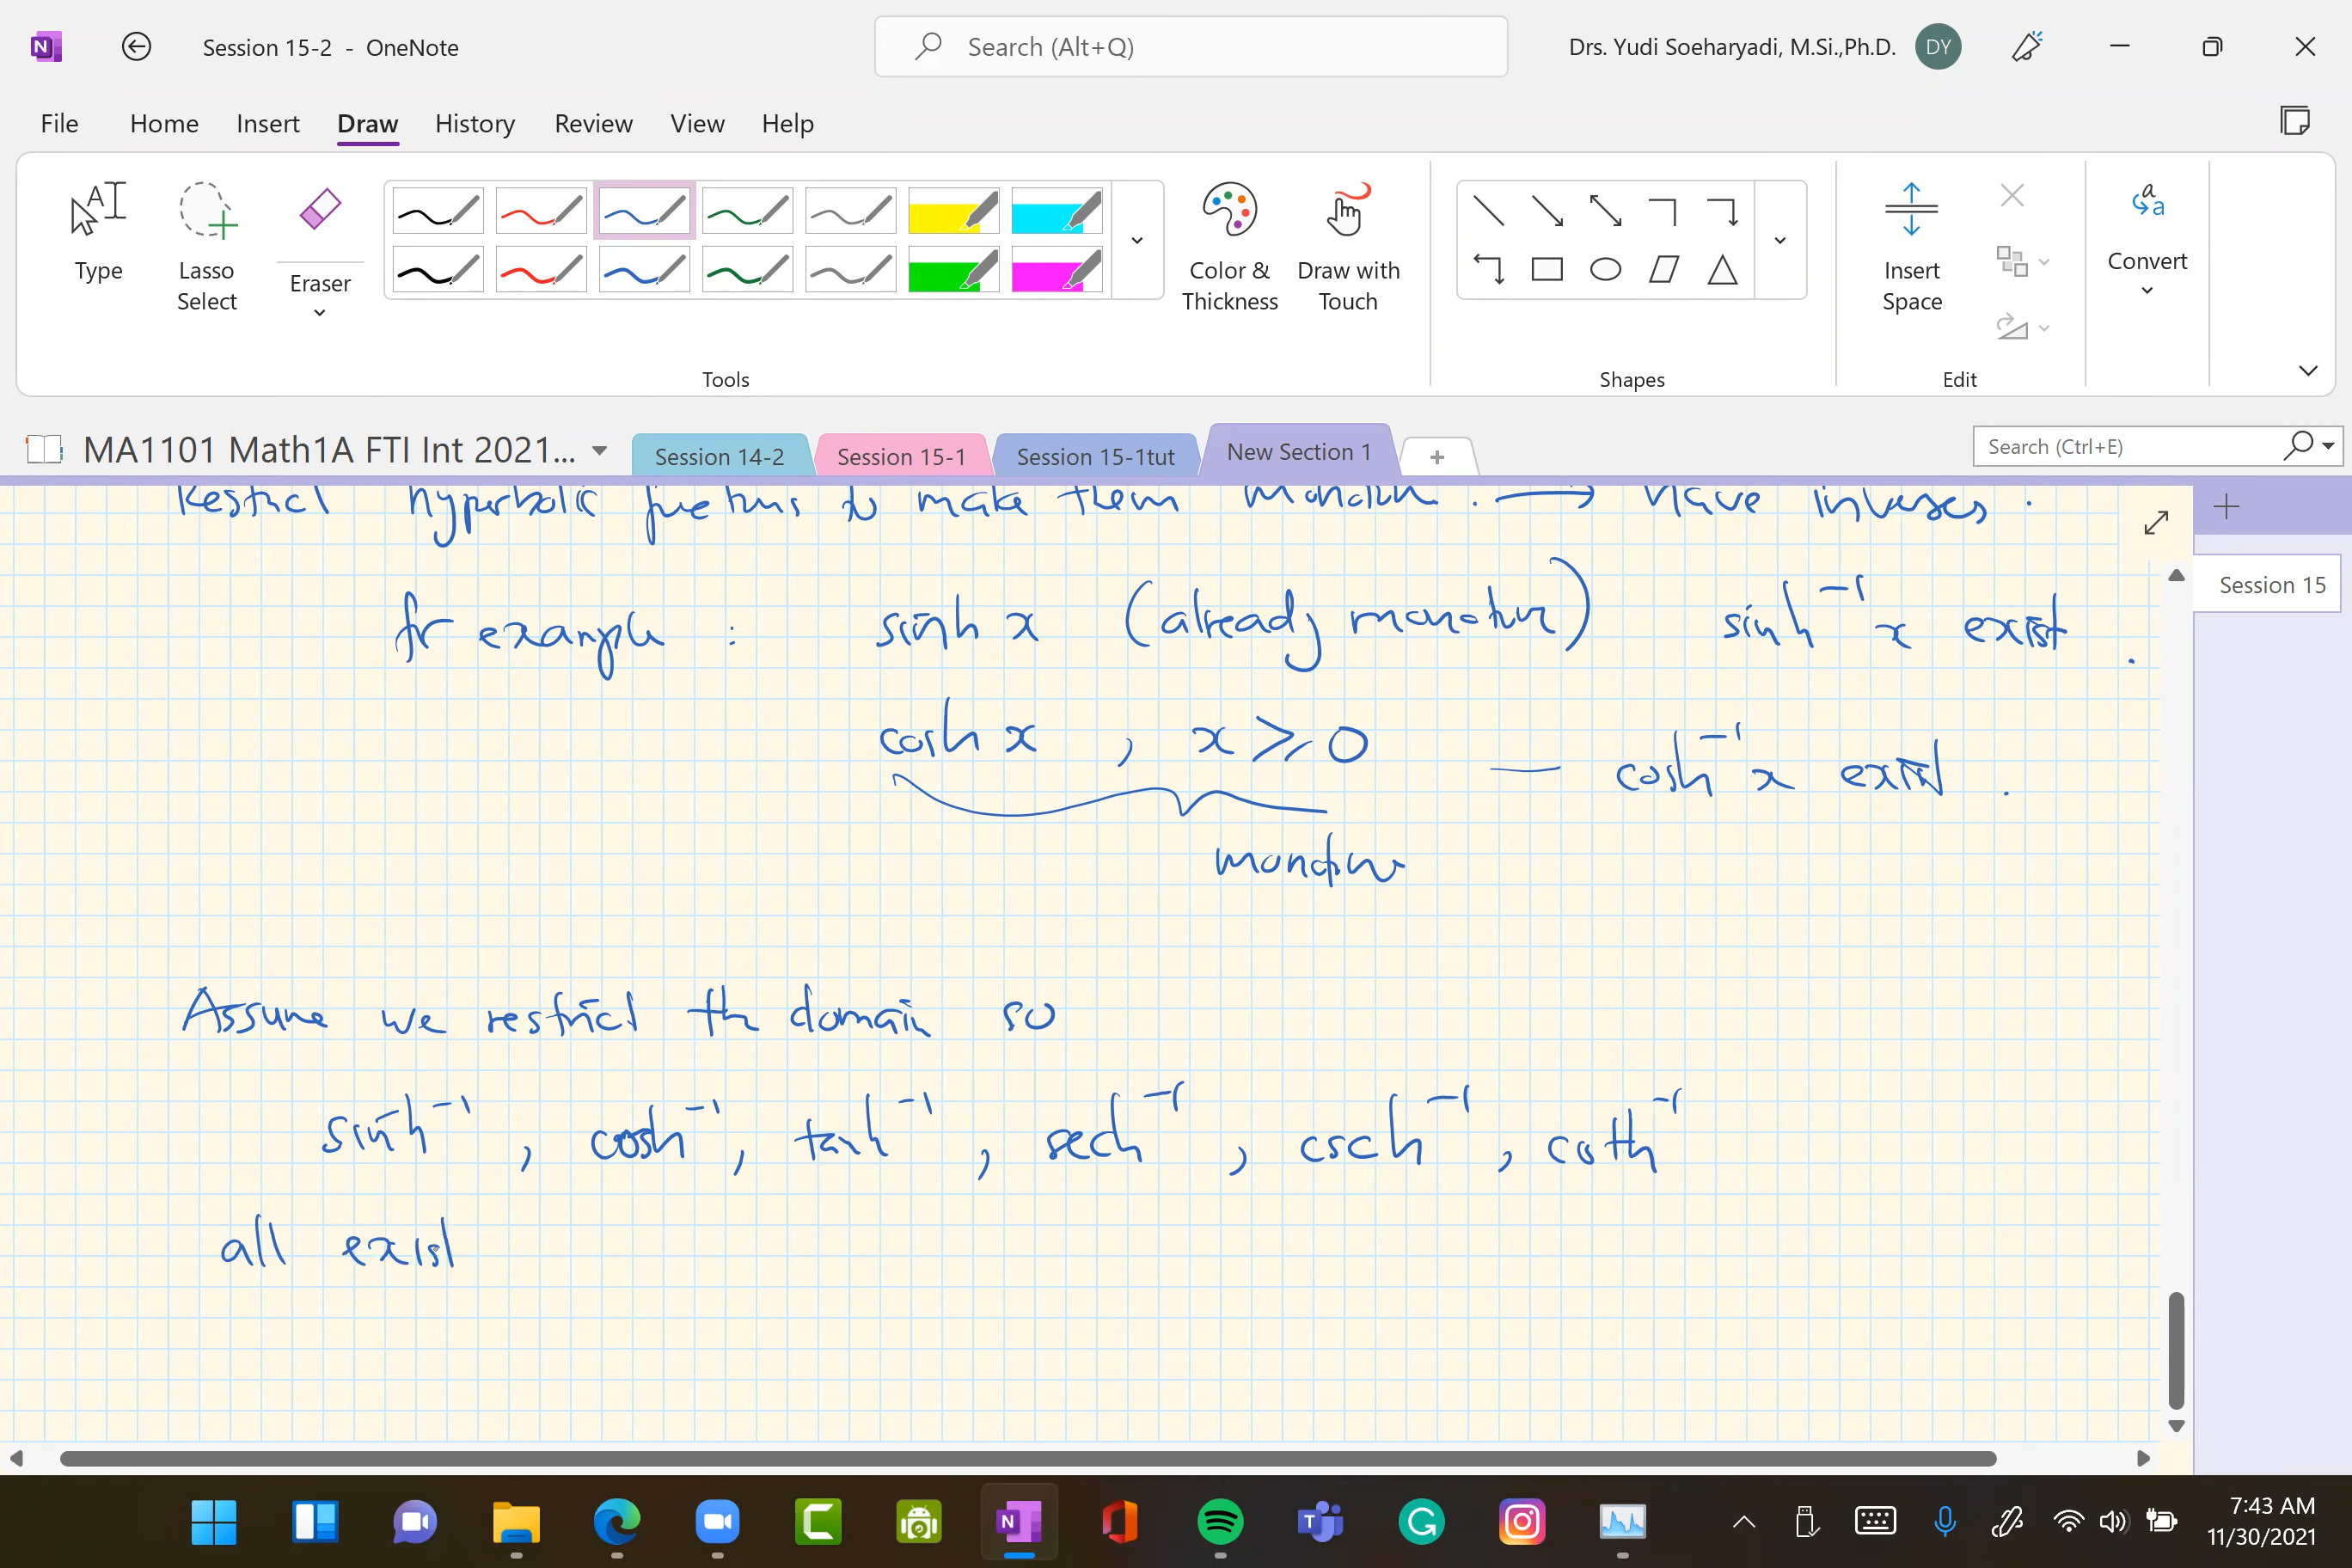 Session 15-2 - OneNote
Search (Alt+Q)
Drs. Yudi Soeharyadi, M.Si.,Ph.D.
DY
File Home Insert Draw History Review View Help
Type
Lasso Select
Eraser
Color & Thickness
Draw with Touch
Insert Space
Convert
Tools Shapes Edit
MA1101 Math1A FTI Int 2021... Session 14-2 Session 15-1 Session 15-1tut New Section 1 +
Search (Ctrl+E)
Session 15
Restrict hyperbolic functions to make them monoton. → have inverses.
for example : sinh x (already monoton) sinh⁻¹ x exist.
cosh x , x ⩾ 0 — cosh⁻¹ x exist.
monoton
Assume we restrict the domain so
sinh⁻¹, cosh⁻¹, tanh⁻¹, sech⁻¹, csch⁻¹, coth⁻¹
all exist
7:43 AM
11/30/2021